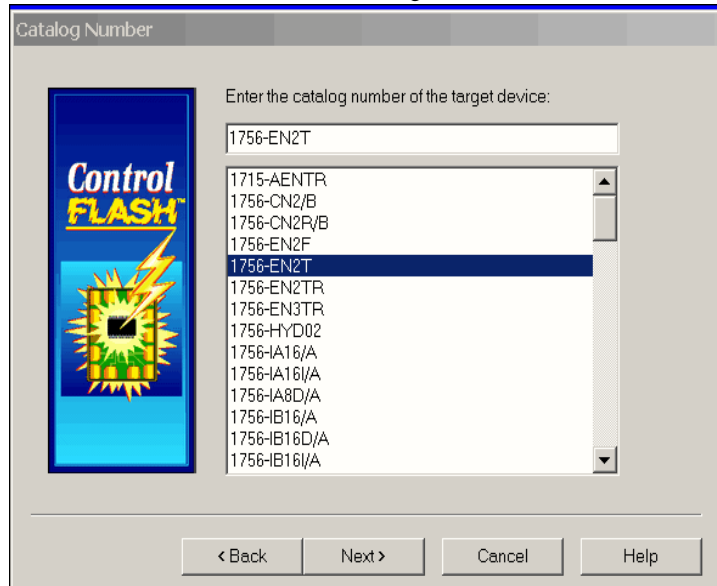 Catalog Number
Enter the catalog number of the target device:
1756-EN2T
Control
FLASH™
1715-AENTR
1756-CN2/B
1756-CN2R/B
1756-EN2F
1756-EN2T
1756-EN2TR
1756-EN3TR
1756-HYD02
1756-IA16/A
1756-IA16I/A
1756-IA8D/A
1756-IB16/A
1756-IB16D/A
1756-IB16I/A
< Back
Next >
Cancel
Help